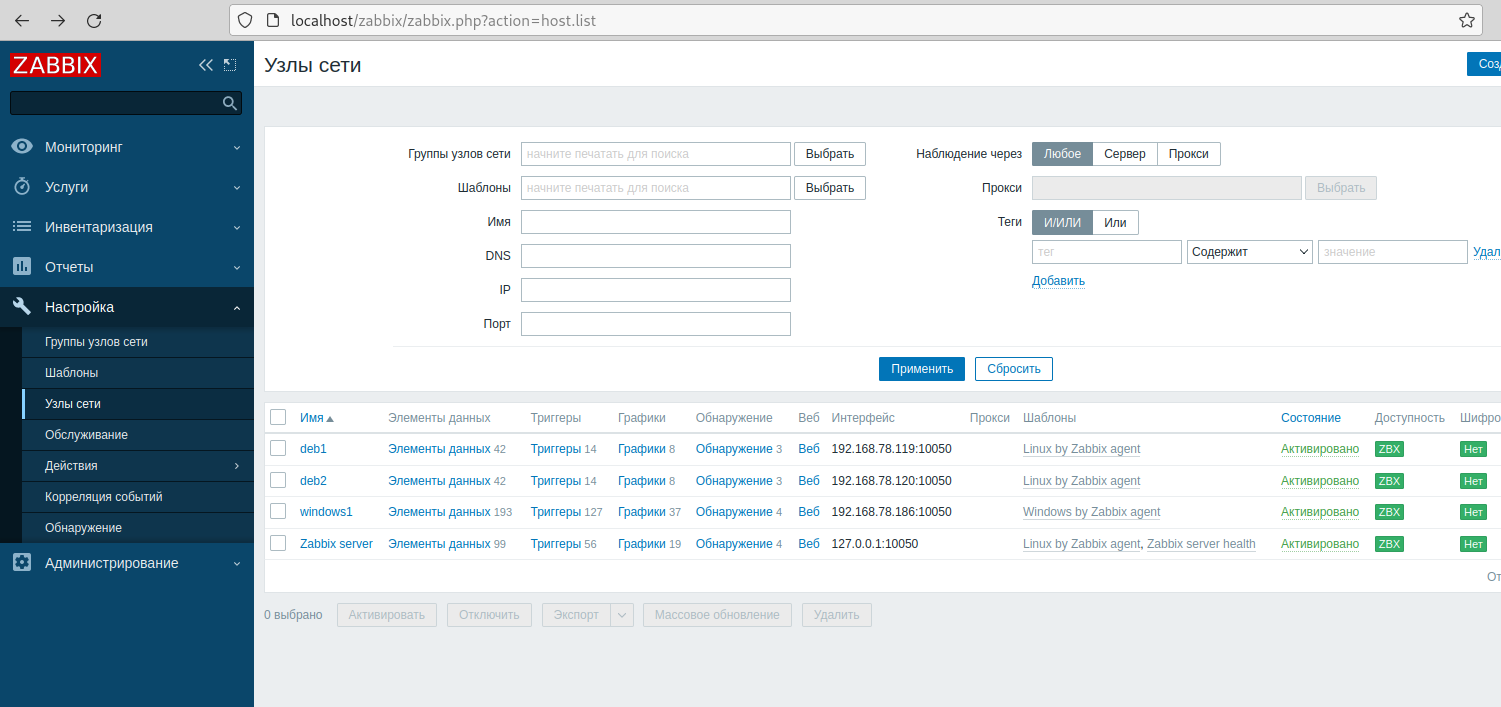 localhost/zabbix/zabbix.php?action=host.list
ZABBIX
Мониторинг
Услуги
Инвентаризация
Отчеты
Настройка
Группы узлов сети
Шаблоны
Узлы сети
Обслуживание
Действия
Корреляция событий
Обнаружение
Администрирование
Узлы сети
Соз
Группы узлов сети начните печатать для поиска Выбрать
Шаблоны начните печатать для поиска Выбрать
Имя
DNS
IP
Порт
Наблюдение через Любое Сервер Прокси
Прокси Выбрать
Теги И/ИЛИ Или
тег Содержит значение Удал
Добавить
Применить Сбросить
Имя Элементы данных Триггеры Графики Обнаружение Веб Интерфейс Прокси Шаблоны Состояние Доступность Шифро
deb1 Элементы данных 42 Триггеры 14 Графики 8 Обнаружение 3 Веб 192.168.78.119:10050 Linux by Zabbix agent Активировано ZBX Нет
deb2 Элементы данных 42 Триггеры 14 Графики 8 Обнаружение 3 Веб 192.168.78.120:10050 Linux by Zabbix agent Активировано ZBX Нет
windows1 Элементы данных 193 Триггеры 127 Графики 37 Обнаружение 4 Веб 192.168.78.186:10050 Windows by Zabbix agent Активировано ZBX Нет
Zabbix server Элементы данных 99 Триггеры 56 Графики 19 Обнаружение 4 Веб 127.0.0.1:10050 Linux by Zabbix agent, Zabbix server health Активировано ZBX Нет
От
0 выбрано Активировать Отключить Экспорт Массовое обновление Удалить